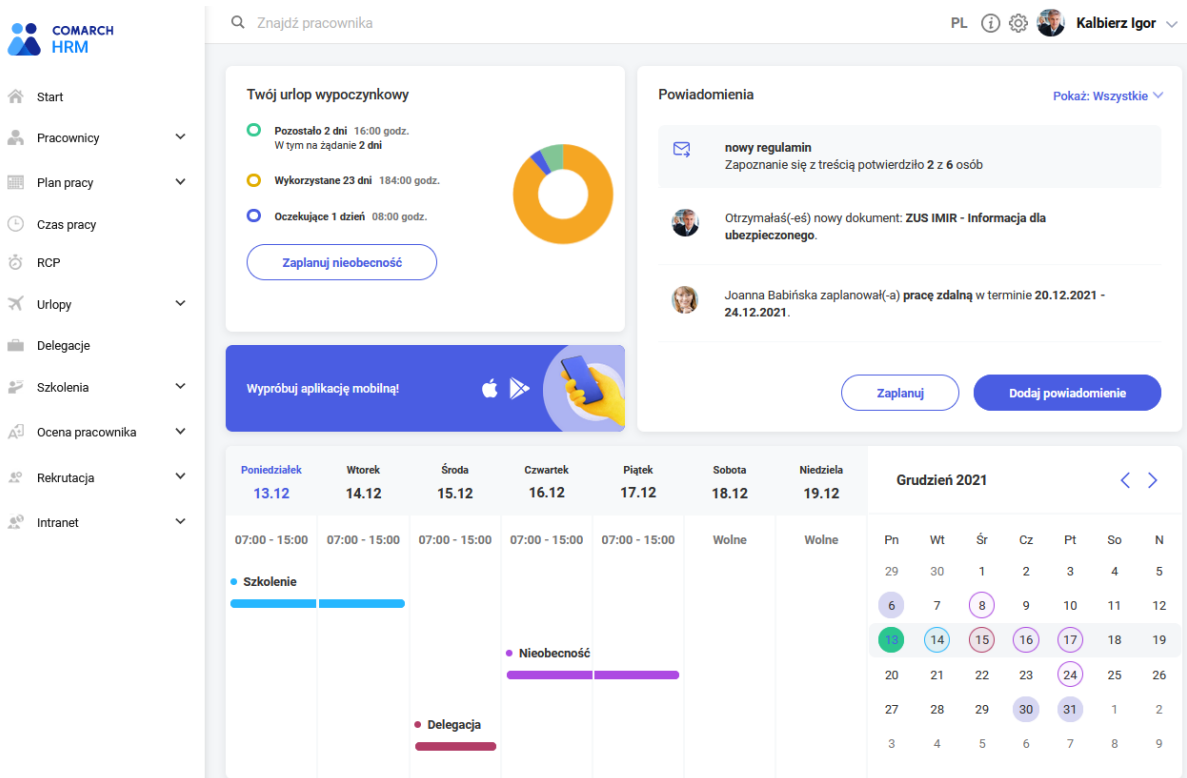 COMARCH
HRM
Znajdź pracownika
PL
Kalbierz Igor
Start
Pracownicy
Plan pracy
Czas pracy
RCP
Urlopy
Delegacje
Szkolenia
Ocena pracownika
Rekrutacja
Intranet
Twój urlop wypoczynkowy
Pozostało 2 dni 16:00 godz.
W tym na żądanie 2 dni
Wykorzystane 23 dni 184:00 godz.
Oczekujące 1 dzień 08:00 godz.
Zaplanuj nieobecność
Wypróbuj aplikację mobilną!
Powiadomienia
Pokaż: Wszystkie
nowy regulamin
Zapoznanie się z treścią potwierdziło 2 z 6 osób
Otrzymałaś(-eś) nowy dokument: ZUS IMIR - Informacja dla
ubezpieczonego.
Joanna Babińska zaplanował(-a) pracę zdalną w terminie 20.12.2021 -
24.12.2021.
Zaplanuj
Dodaj powiadomienie
Poniedziałek Wtorek Środa Czwartek Piątek Sobota Niedziela
13.12 14.12 15.12 16.12 17.12 18.12 19.12
07:00 - 15:00 07:00 - 15:00 07:00 - 15:00 07:00 - 15:00 07:00 - 15:00 Wolne Wolne
Szkolenie
Nieobecność
Delegacja
Grudzień 2021
Pn Wt Śr Cz Pt So N
29 30 1 2 3 4 5
6 7 8 9 10 11 12
13 14 15 16 17 18 19
20 21 22 23 24 25 26
27 28 29 30 31 1 2
3 4 5 6 7 8 9